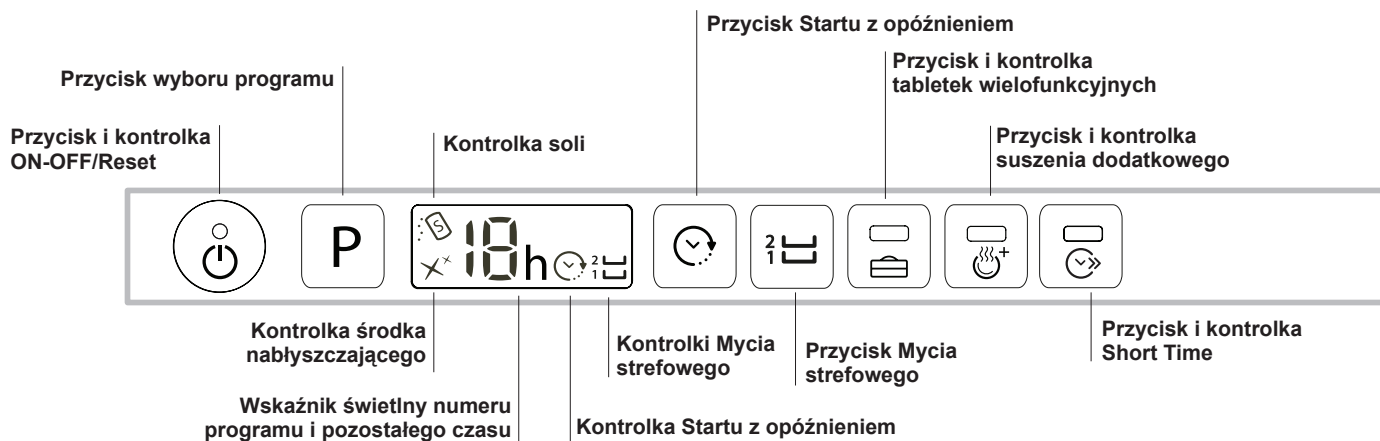 Przycisk Startu z opóźnieniem
Przycisk i kontrolka
tabletek wielofunkcyjnych
Przycisk wyboru programu
Przycisk i kontrolka
ON-OFF/Reset
Kontrolka soli
Przycisk i kontrolka
suszenia dodatkowego
P
S
18h
2
1
2
1
Kontrolka środka
nabłyszczającego
Kontrolki Mycia
strefowego
Przycisk Mycia
strefowego
Przycisk i kontrolka
Short Time
Wskaźnik świetlny numeru
programu i pozostałego czasu
Kontrolka Startu z opóźnieniem